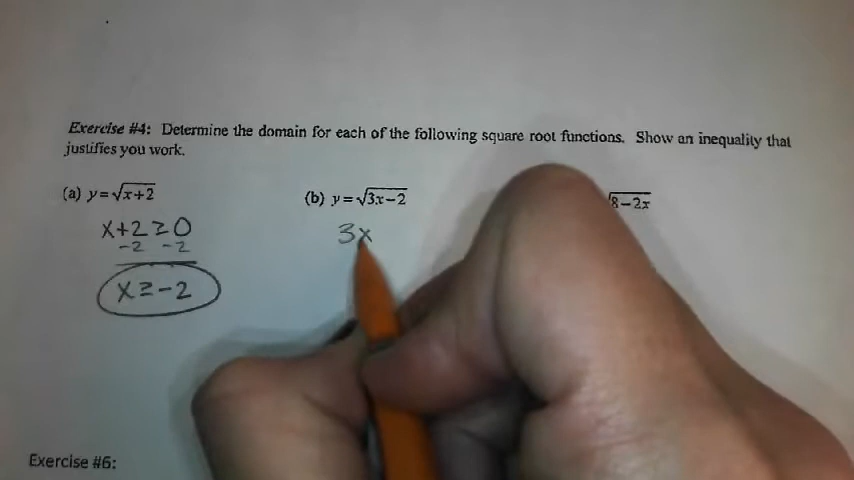 Exercise #4: Determine the domain for each of the following square root functions. Show an inequality that
justifies you work.
(a) y=√x+2
x+2≥0
-2 -2
x≥-2
(b) y=√3x-2
3x
√8-2x
Exercise #6: